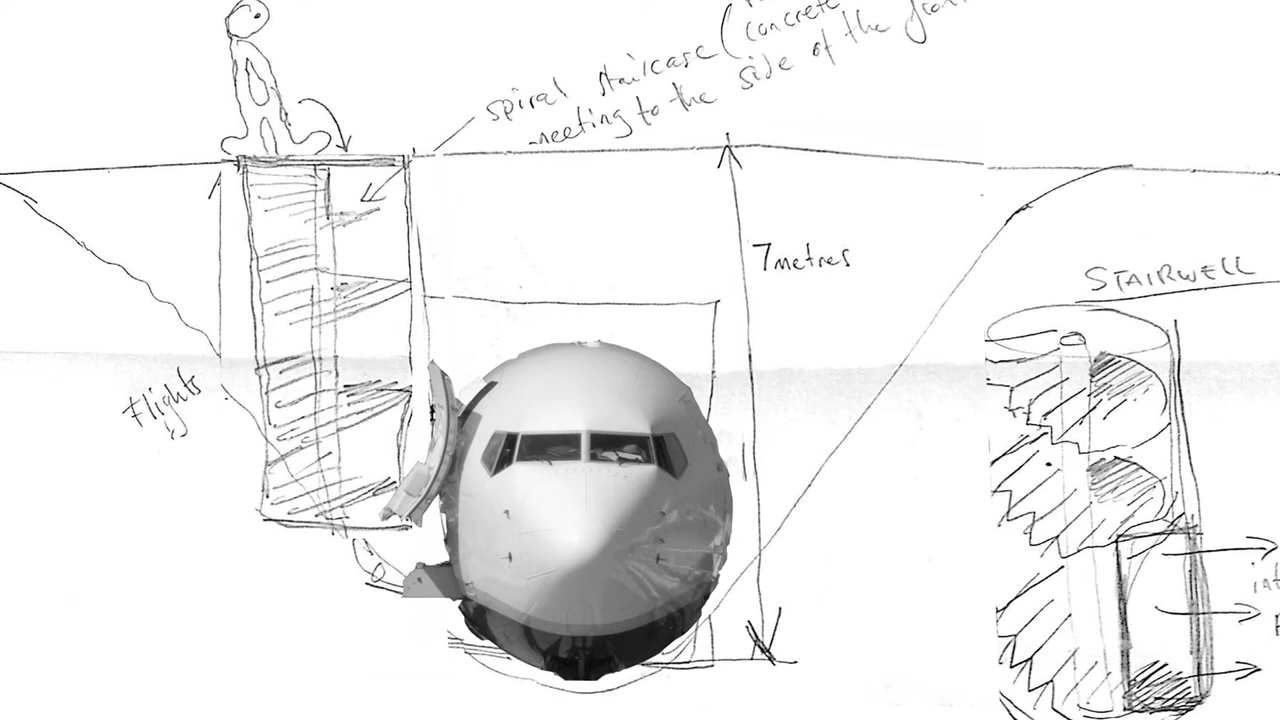 concrete
spiral staircase (
meeting to the side of the
7metres
STAIRWELL
Flights